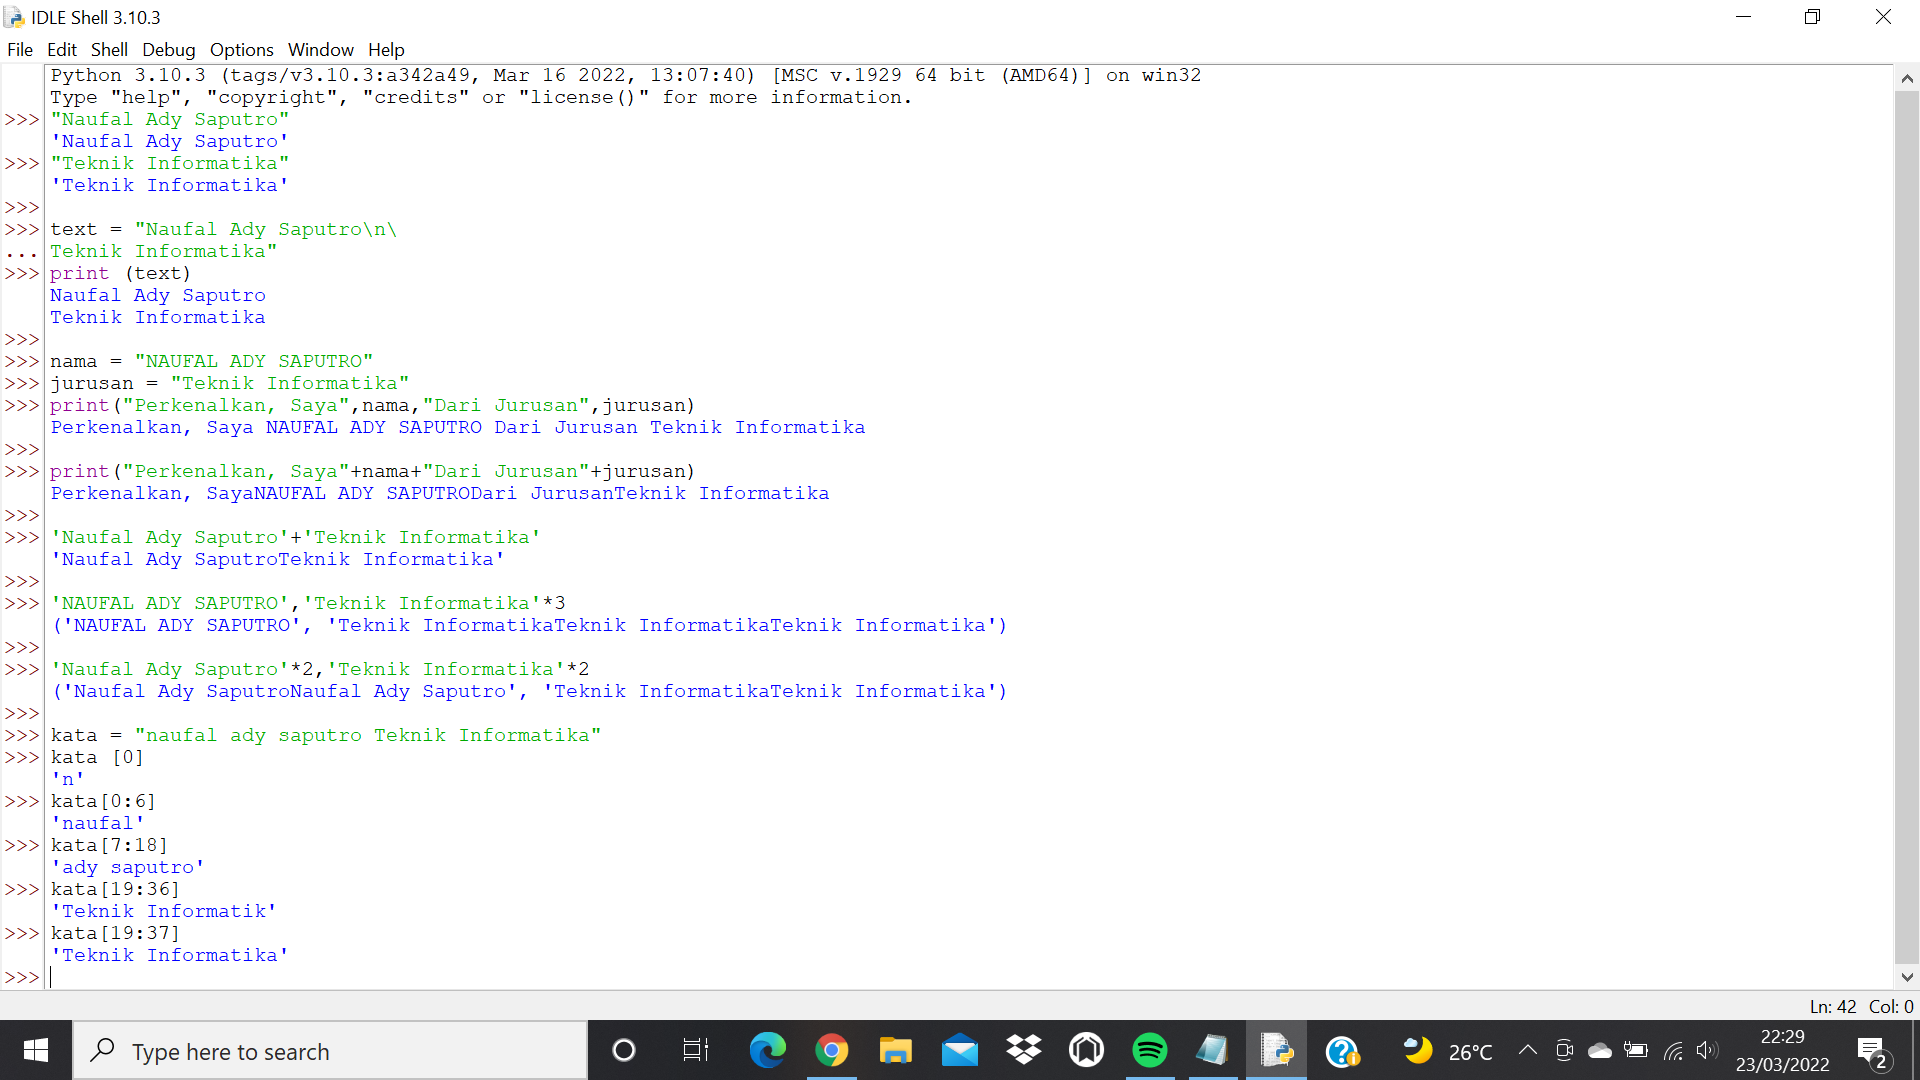 IDLE Shell 3.10.3
File Edit Shell Debug Options Window Help
Python 3.10.3 (tags/v3.10.3:a342a49, Mar 16 2022, 13:07:40) [MSC v.1929 64 bit (AMD64)] on win32
Type "help", "copyright", "credits" or "license()" for more information.
>>> "Naufal Ady Saputro"
'Naufal Ady Saputro'
>>> "Teknik Informatika"
'Teknik Informatika'
>>>
>>> text = "Naufal Ady Saputro\n\
... Teknik Informatika"
>>> print (text)
Naufal Ady Saputro
Teknik Informatika
>>>
>>> nama = "NAUFAL ADY SAPUTRO"
>>> jurusan = "Teknik Informatika"
>>> print("Perkenalkan, Saya",nama,"Dari Jurusan",jurusan)
Perkenalkan, Saya NAUFAL ADY SAPUTRO Dari Jurusan Teknik Informatika
>>>
>>> print("Perkenalkan, Saya"+nama+"Dari Jurusan"+jurusan)
Perkenalkan, SayaNAUFAL ADY SAPUTRODari JurusanTeknik Informatika
>>>
>>> 'Naufal Ady Saputro'+'Teknik Informatika'
'Naufal Ady SaputroTeknik Informatika'
>>>
>>> 'NAUFAL ADY SAPUTRO','Teknik Informatika'*3
('NAUFAL ADY SAPUTRO', 'Teknik InformatikaTeknik InformatikaTeknik Informatika')
>>>
>>> 'Naufal Ady Saputro'*2,'Teknik Informatika'*2
('Naufal Ady SaputroNaufal Ady Saputro', 'Teknik InformatikaTeknik Informatika')
>>>
>>> kata = "naufal ady saputro Teknik Informatika"
>>> kata [0]
'n'
>>> kata[0:6]
'naufal'
>>> kata[7:18]
'ady saputro'
>>> kata[19:36]
'Teknik Informatik'
>>> kata[19:37]
'Teknik Informatika'
>>>
Ln: 42 Col: 0
Type here to search
26°C
22:29
23/03/2022
2